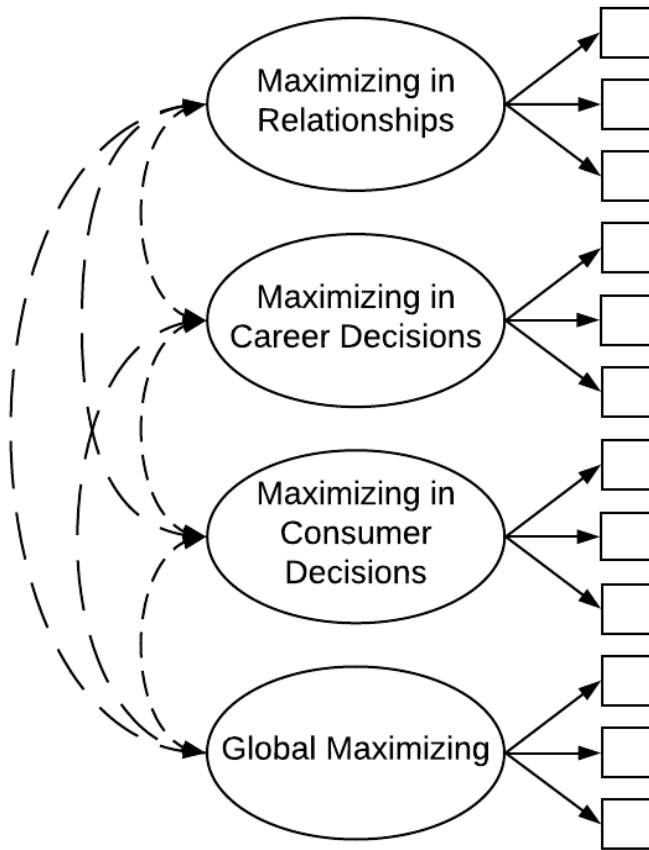 Maximizing in
Relationships
Maximizing in
Career Decisions
Maximizing in
Consumer
Decisions
Global Maximizing